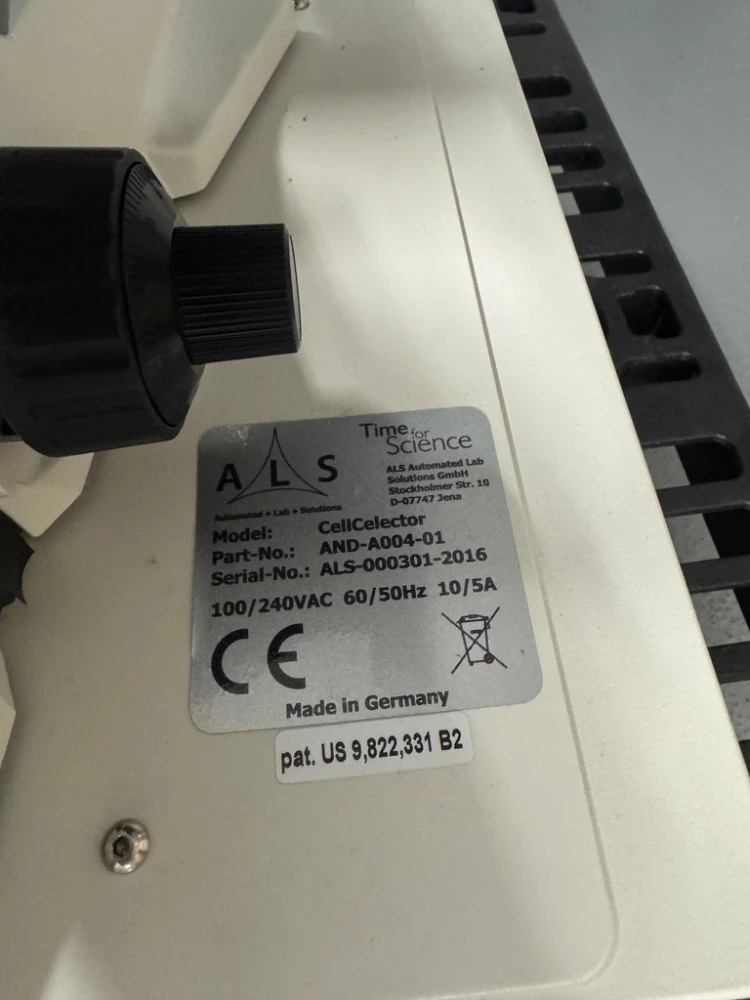 A L S
Automated • Lab • Solutions
Time for Science
ALS Automated Lab
Solutions GmbH
Stockholmer Str. 10
D-07747 Jena
Model: CellCelector
Part-No.: AND-A004-01
Serial-No.: ALS-000301-2016
100/240VAC 60/50Hz 10/5A
CE
Made in Germany
pat. US 9,822,331 B2